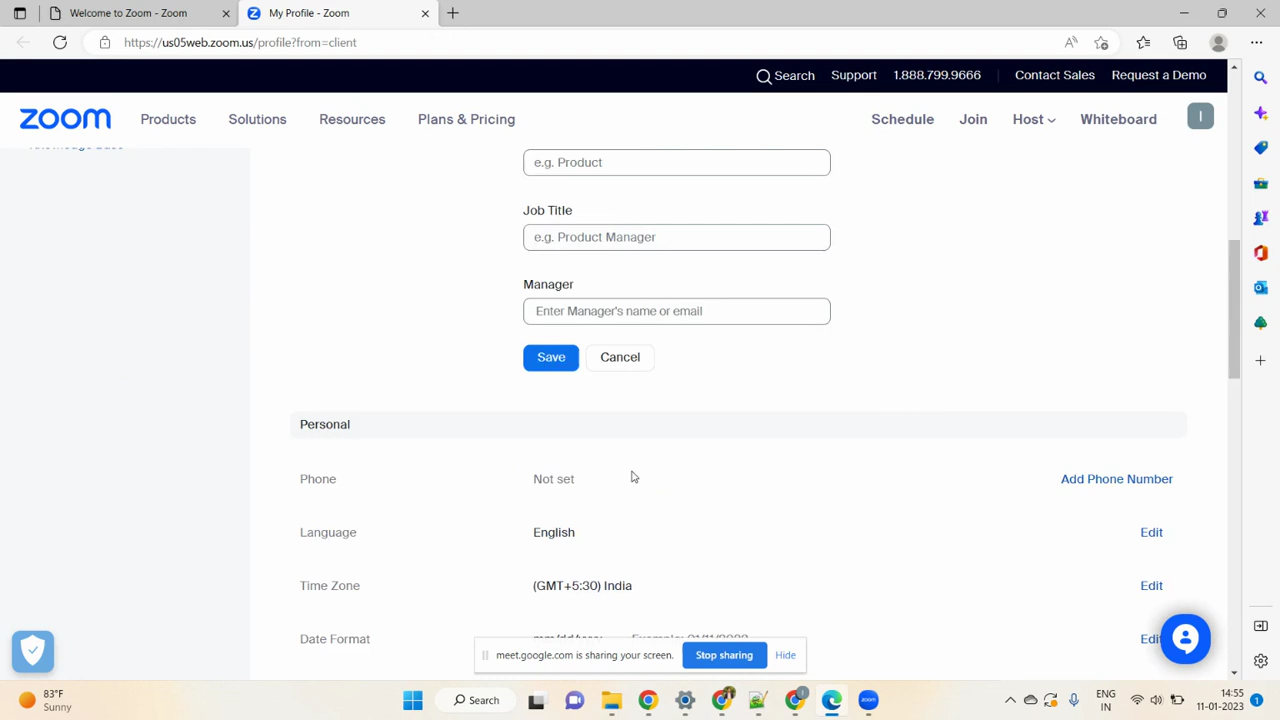 Welcome to Zoom - Zoom
My Profile - Zoom
https://us05web.zoom.us/profile?from=client
Search
Support
1.888.799.9666
Contact Sales
Request a Demo
zoom
Products
Solutions
Resources
Plans & Pricing
Schedule
Join
Host
Whiteboard
I
e.g. Product
Job Title
e.g. Product Manager
Manager
Enter Manager's name or email
Save
Cancel
Personal
Phone
Not set
Add Phone Number
Language
English
Edit
Time Zone
(GMT+5:30) India
Edit
Date Format
meet.google.com is sharing your screen.
Stop sharing
Hide
83°F
Sunny
Search
zoom
ENG
IN
14:55
11-01-2023
1